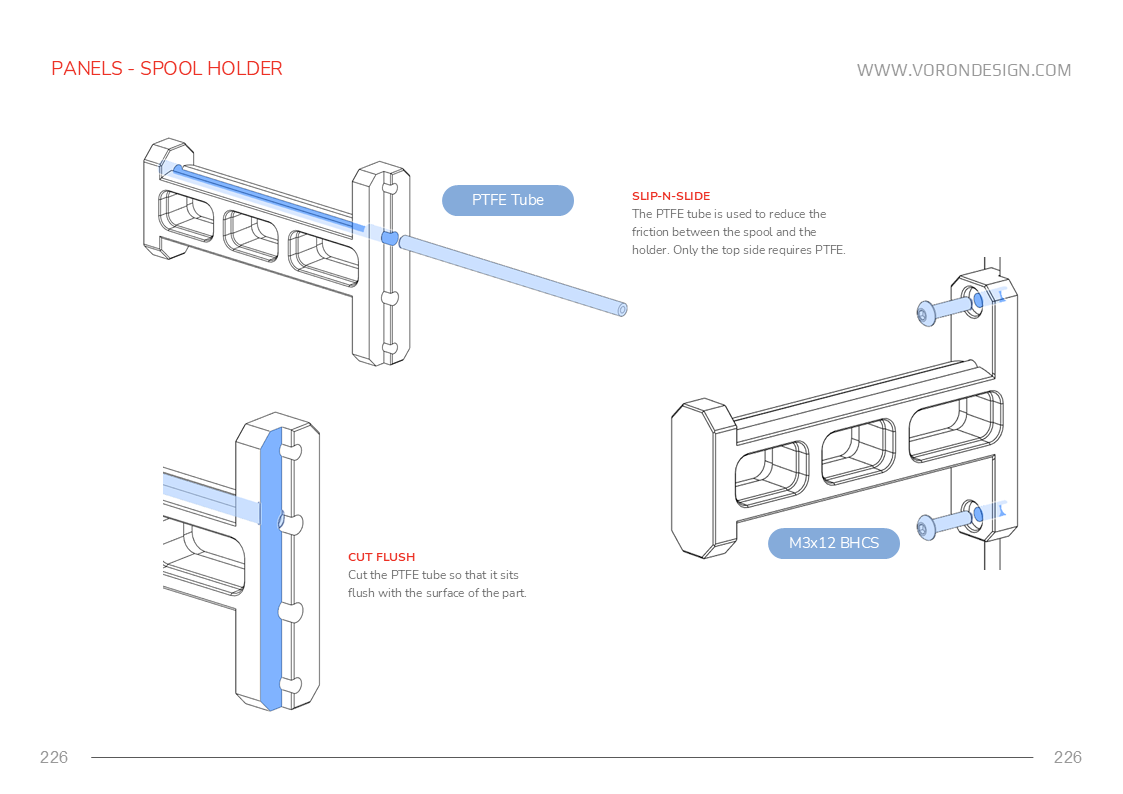 PANELS - SPOOL HOLDER
WWW.VORONDESIGN.COM
PTFE Tube
SLIP-N-SLIDE
The PTFE tube is used to reduce the
friction between the spool and the
holder. Only the top side requires PTFE.
M3x12 BHCS
CUT FLUSH
Cut the PTFE tube so that it sits
flush with the surface of the part.
226
226